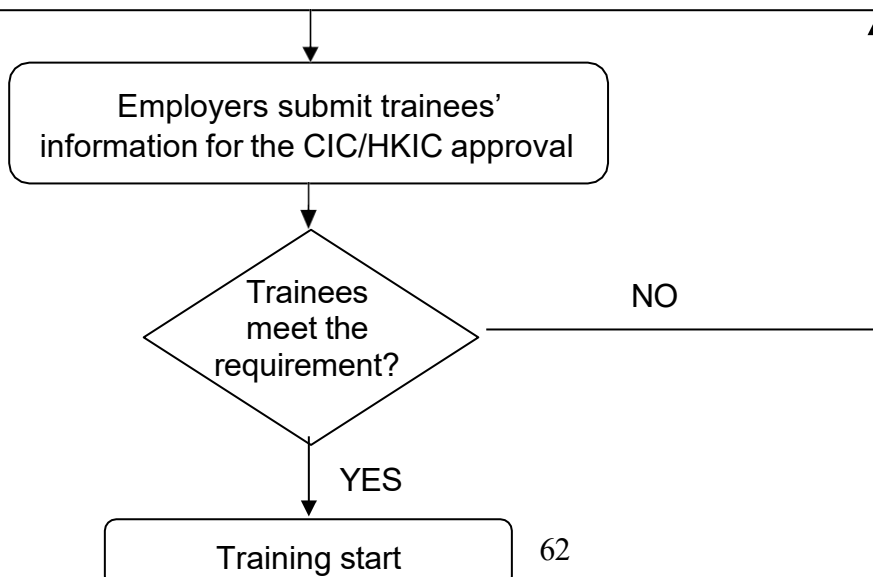 Employers submit trainees’
information for the CIC/HKIC approval
Trainees
meet the
requirement?
NO
YES
Training start
62